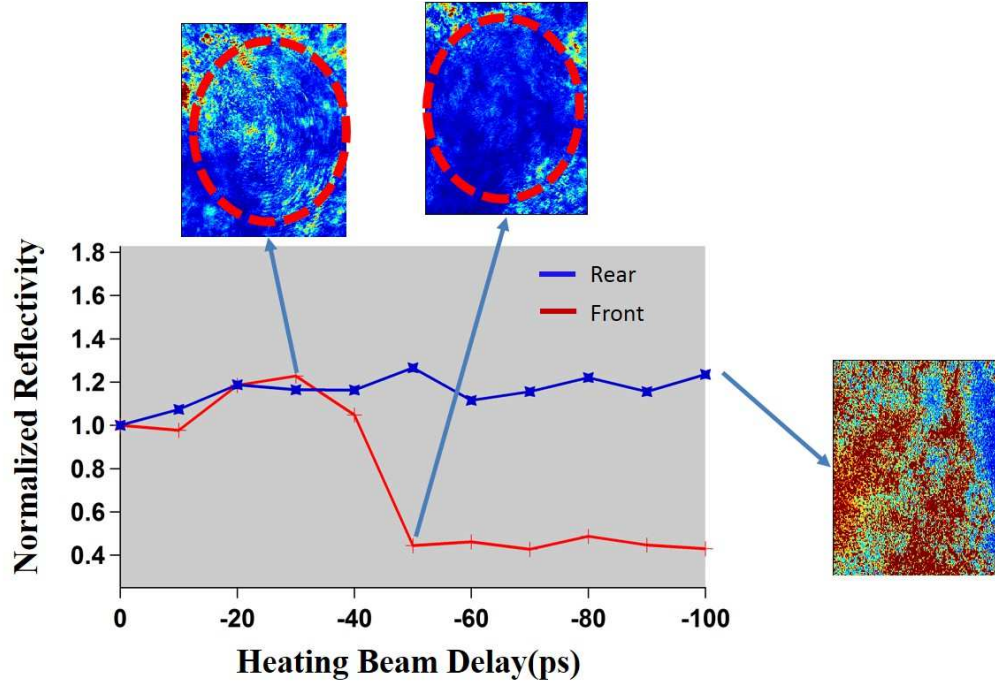 Normalized Reflectivity
1.8
1.6
1.4
1.2
1.0
0.8
0.6
0.4
Rear
Front
0 -20 -40 -60 -80 -100
Heating Beam Delay(ps)